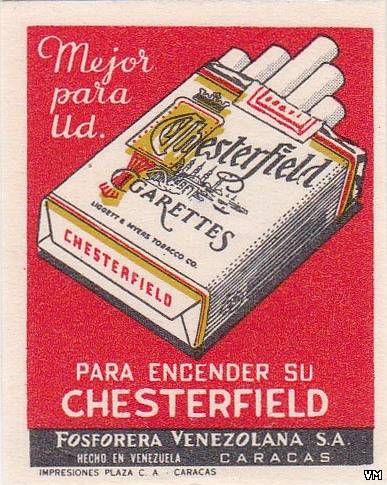 Mejor
para
Ud.
Chesterfield
CIGARETTES
LIGGETT & MYERS TOBACCO CO.
CHESTERFIELD
PARA ENCENDER SU
CHESTERFIELD
FOSFORERA VENEZOLANA S.A.
HECHO EN VENEZUELA CARACAS
IMPRESIONES PLAZA C. A - CARACAS
VM